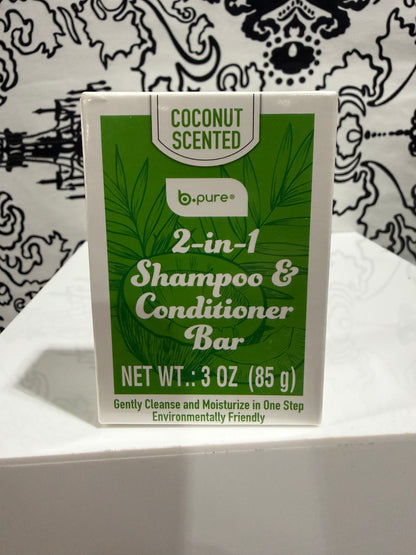 COCONUT
SCENTED
b.pure®
2-in-1
Shampoo &
Conditioner
Bar
NET WT.: 3 OZ (85 g)
Gently Cleanse and Moisturize in One Step
Environmentally Friendly